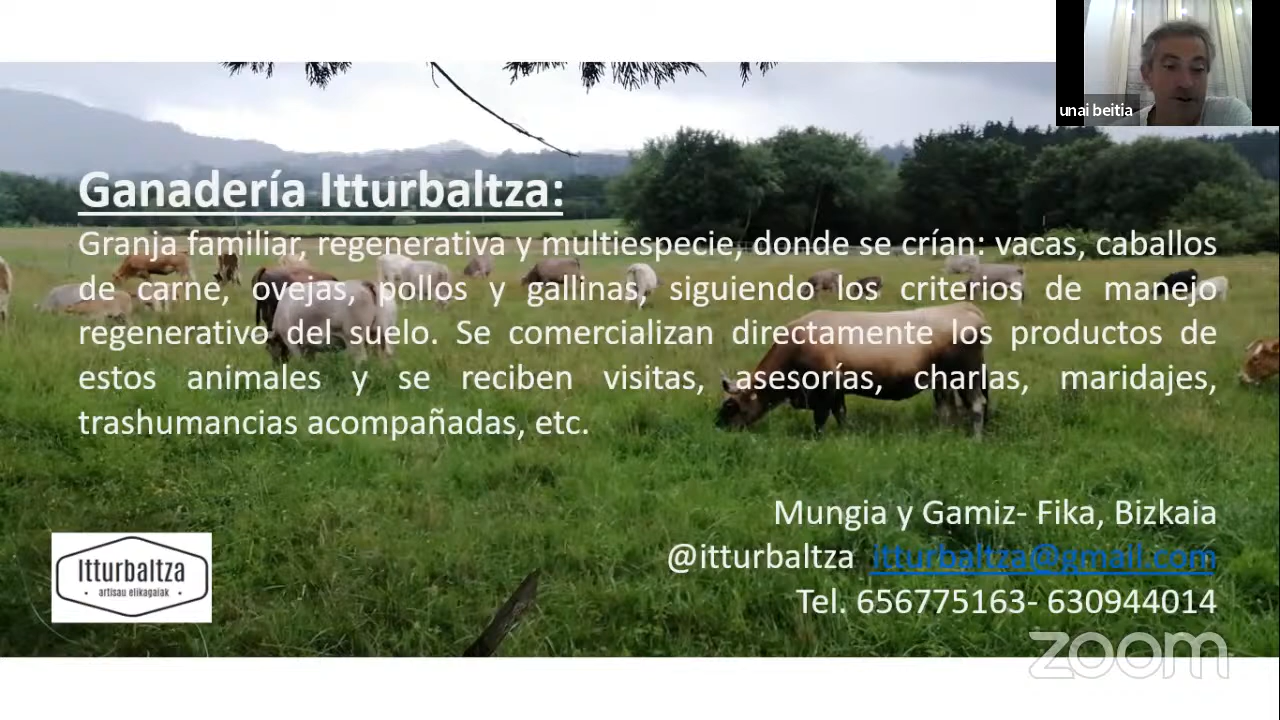 unai beitia
Ganadería Itturbaltza:
Granja familiar, regenerativa y multiespecie, donde se crían: vacas, caballos
de carne, ovejas, pollos y gallinas, siguiendo los criterios de manejo
regenerativo del suelo. Se comercializan directamente los productos de
estos animales y se reciben visitas, asesorías, charlas, maridajes,
trashumancias acompañadas, etc.
Mungia y Gamiz- Fika, Bizkaia
@itturbaltza itturbaltza@gmail.com
Tel. 656775163- 630944014
Itturbaltza
· artisau elikagaiak ·
zoom